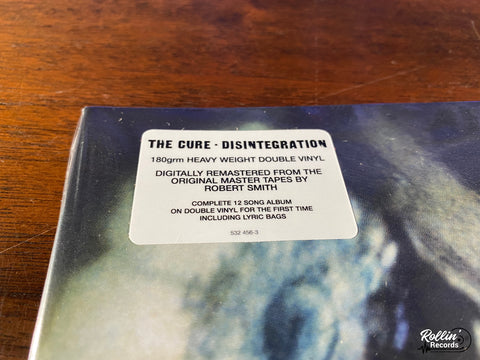 THE CURE · DISINTEGRATION
180grm HEAVY WEIGHT DOUBLE VINYL
DIGITALLY REMASTERED FROM THE
ORIGINAL MASTER TAPES BY
ROBERT SMITH
COMPLETE 12 SONG ALBUM
ON DOUBLE VINYL FOR THE FIRST TIME
INCLUDING LYRIC BAGS
532 456-3
Rollin'
Records